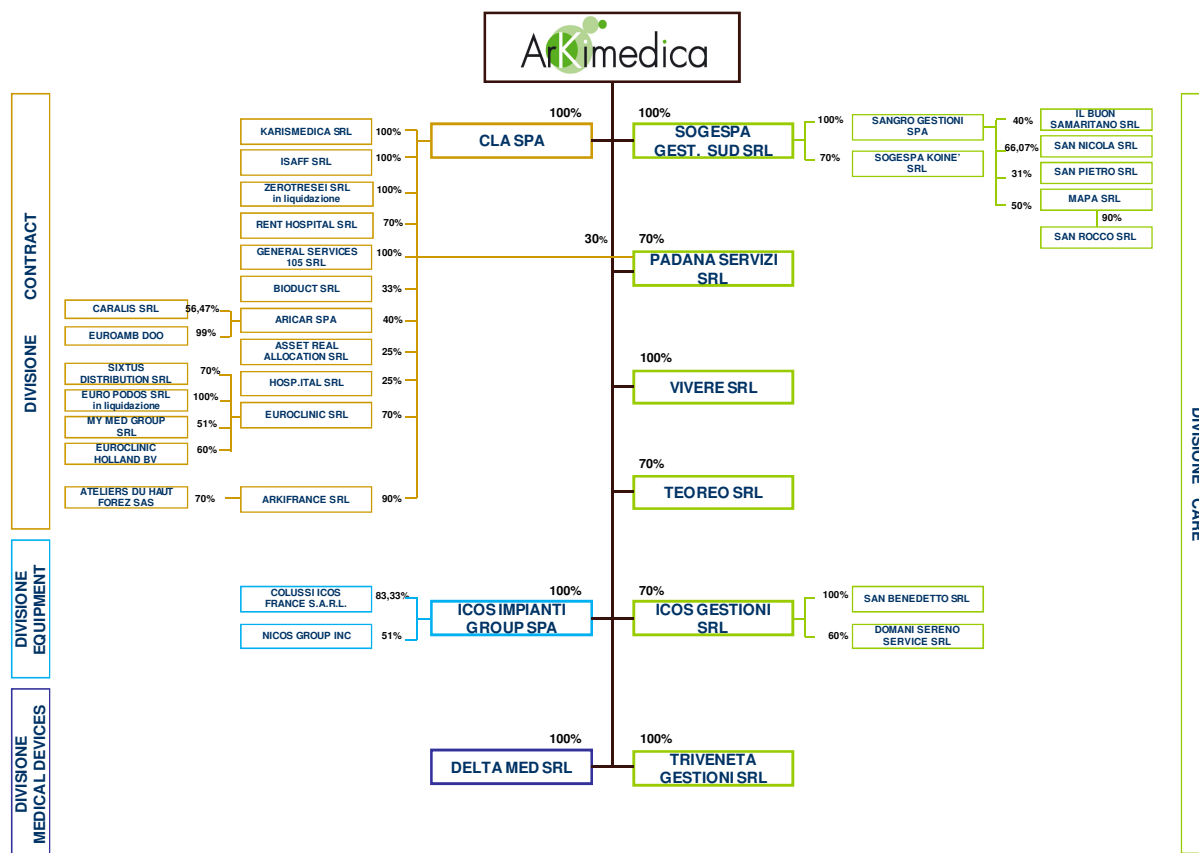 ArKimedica
DIVISIONE CONTRACT
DIVISIONE
EQUIPMENT
DIVISIONE
MEDICAL DEVICES
DIVISIONE CARE
100%
CLA SPA
KARISMEDICA SRL
100%
ISAFF SRL
100%
ZEROTRESEI SRL
in liquidazione
100%
RENT HOSPITAL SRL
70%
GENERAL SERVICES
105 SRL
100%
BIODUCT SRL
33%
CARALIS SRL
56,47%
EUROAMB DOO
99%
ARICAR SPA
40%
ASSET REAL
ALLOCATION SRL
25%
HOSP.ITAL SRL
25%
SIXTUS
DISTRIBUTION SRL
70%
EURO PODOS SRL
in liquidazione
100%
MY MED GROUP
SRL
51%
EUROCLINIC
HOLLAND BV
60%
EUROCLINIC SRL
70%
ATELIERS DU HAUT
FOREZ SAS
70%
ARKIFRANCE SRL
90%
100%
SOGESPA
GEST. SUD SRL
100%
SANGRO GESTIONI
SPA
70%
SOGESPA KOINE'
SRL
40%
IL BUON
SAMARITANO SRL
66,07%
SAN NICOLA SRL
31%
SAN PIETRO SRL
50%
MAPA SRL
90%
SAN ROCCO SRL
30%
70%
PADANA SERVIZI
SRL
100%
VIVERE SRL
70%
TEOREO SRL
COLUSSI ICOS
FRANCE S.A.R.L.
83,33%
NICOS GROUP INC
51%
100%
ICOS IMPIANTI
GROUP SPA
70%
ICOS GESTIONI
SRL
100%
SAN BENEDETTO SRL
60%
DOMANI SERENO
SERVICE SRL
100%
DELTA MED SRL
100%
TRIVENETA
GESTIONI SRL